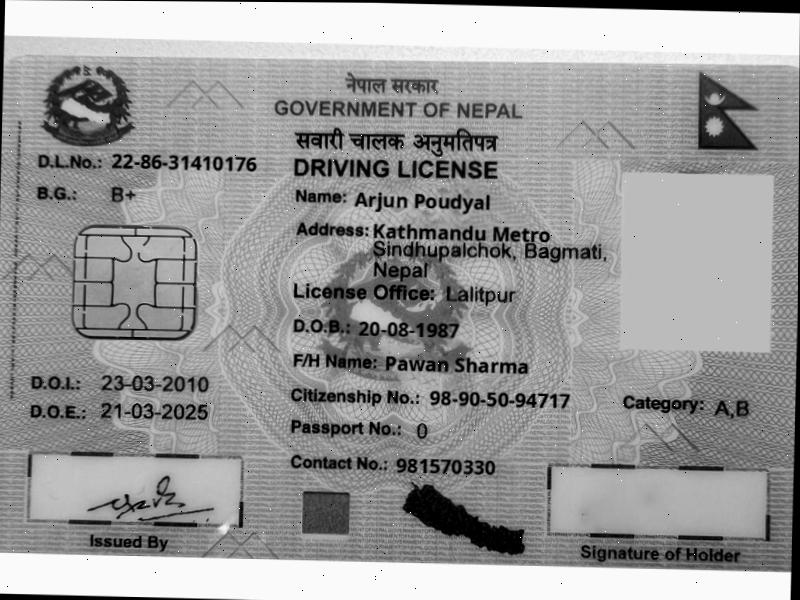 नेपाल सरकार
GOVERNMENT OF NEPAL
सवारी चालक अनुमतिपत्र
DRIVING LICENSE
D.L.No.: 22-86-31410176
B.G.: B+
Name: Arjun Poudyal
Address: Kathmandu Metro
Sindhupalchok, Bagmati,
Nepal
License Office: Lalitpur
D.O.B.: 20-08-1987
F/H Name: Pawan Sharma
D.O.I.: 23-03-2010
D.O.E.: 21-03-2025
Citizenship No.: 98-90-50-94717
Category: A,B
Passport No.: 0
Contact No.: 981570330
Issued By
Signature of Holder